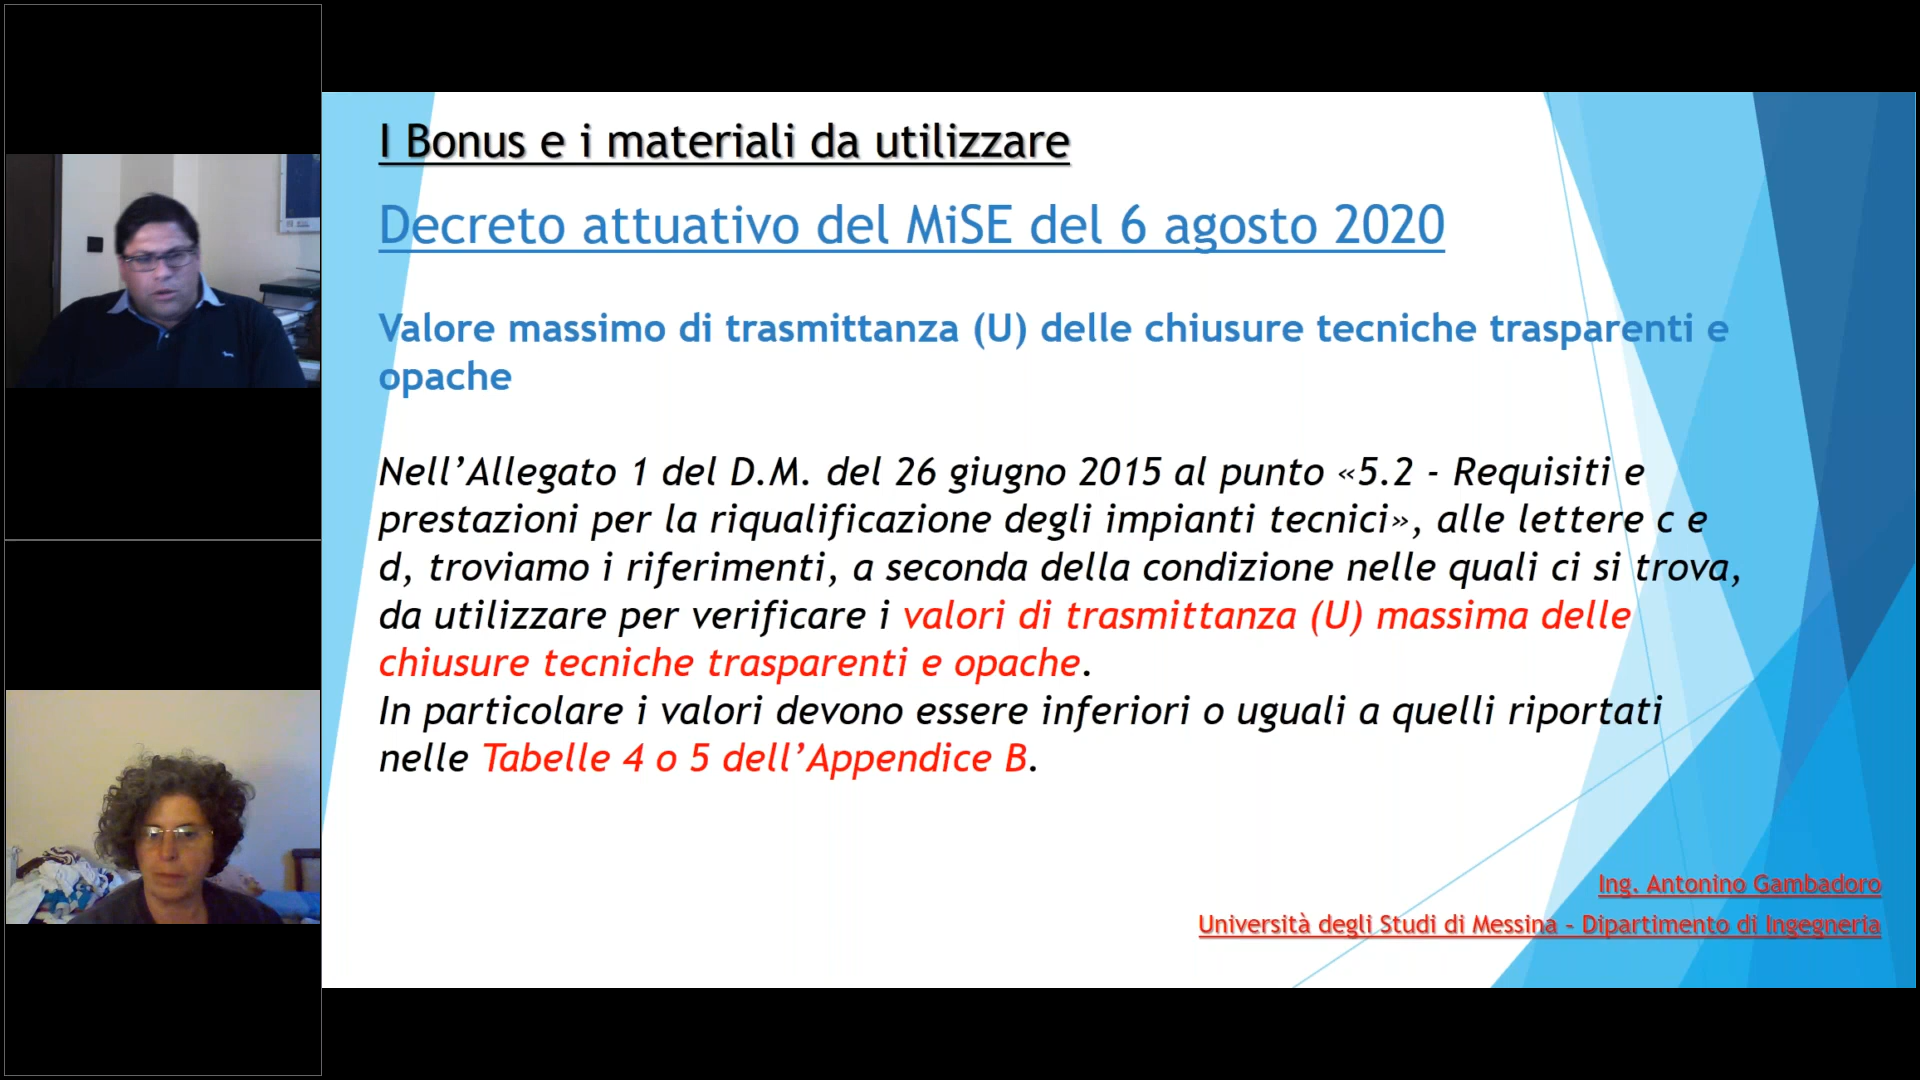 I Bonus e i materiali da utilizzare
Decreto attuativo del MiSE del 6 agosto 2020
Valore massimo di trasmittanza (U) delle chiusure tecniche trasparenti e
opache
Nell’Allegato 1 del D.M. del 26 giugno 2015 al punto «5.2 - Requisiti e
prestazioni per la riqualificazione degli impianti tecnici», alle lettere c e
d, troviamo i riferimenti, a seconda della condizione nelle quali ci si trova,
da utilizzare per verificare i valori di trasmittanza (U) massima delle
chiusure tecniche trasparenti e opache.
In particolare i valori devono essere inferiori o uguali a quelli riportati
nelle Tabelle 4 o 5 dell’Appendice B.
Ing. Antonino Gambadoro
Università degli Studi di Messina – Dipartimento di Ingegneria